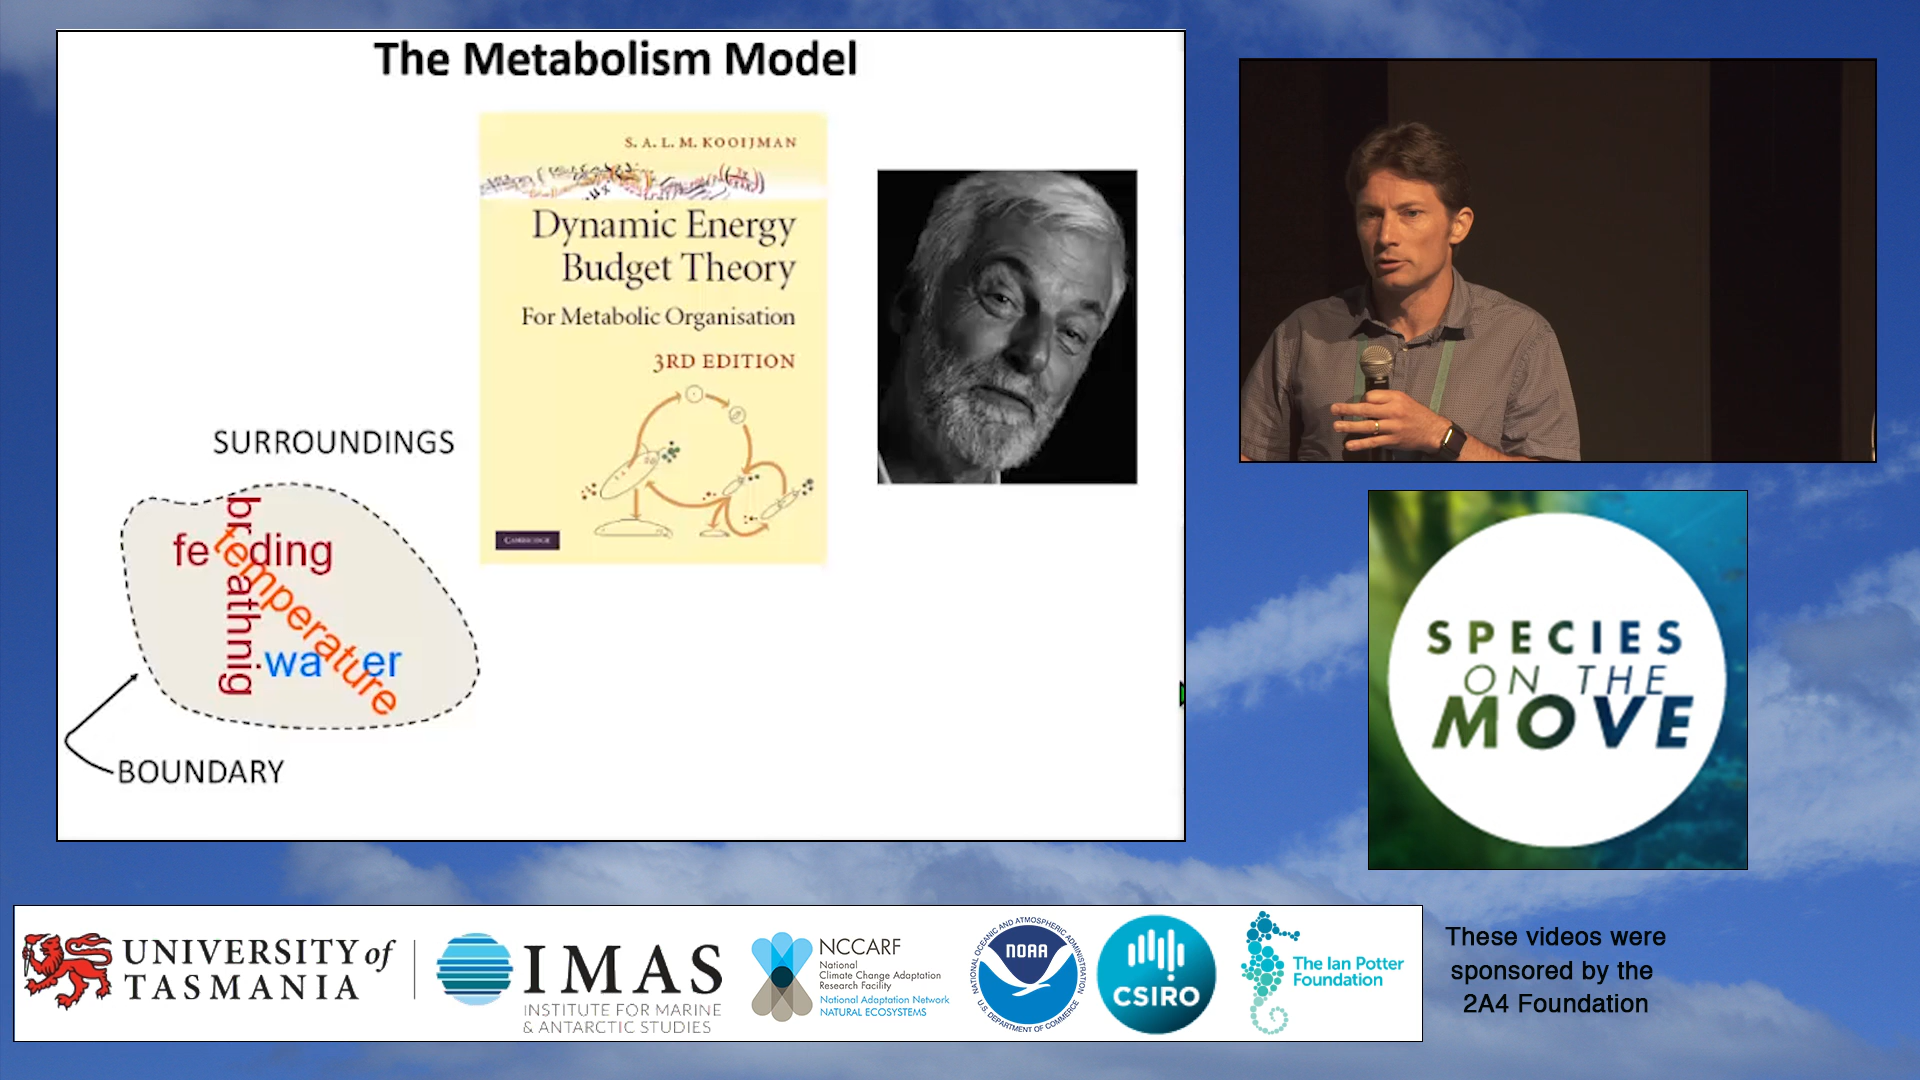 The Metabolism Model
S. A. L. M. KOOIJMAN
Dynamic Energy
Budget Theory
For Metabolic Organisation
3RD EDITION
CAMBRIDGE
SURROUNDINGS
feeding
breathnig
temperature
water
BOUNDARY
SPECIES
ON THE
MOVE
UNIVERSITY of
TASMANIA
IMAS
INSTITUTE FOR MARINE
& ANTARCTIC STUDIES
NCCARF
National
Climate Change Adaptation
Research Facility
National Adaptation Network
NATURAL ECOSYSTEMS
NATIONAL OCEANIC AND ATMOSPHERIC ADMINISTRATION
NOAA
U.S. DEPARTMENT OF COMMERCE
CSIRO
The Ian Potter
Foundation
These videos were
sponsored by the
2A4 Foundation